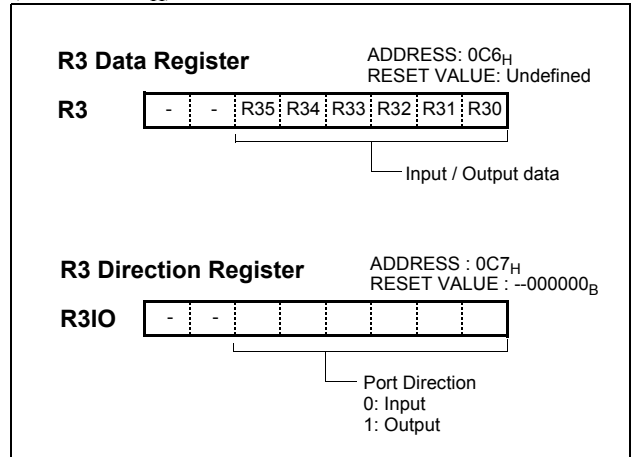 R3 Data Register
ADDRESS: 0C6H
RESET VALUE: Undefined
R3 - - R35 R34 R33 R32 R31 R30
Input / Output data
R3 Direction Register
ADDRESS : 0C7H
RESET VALUE : --000000B
R3IO - -
Port Direction
0: Input
1: Output